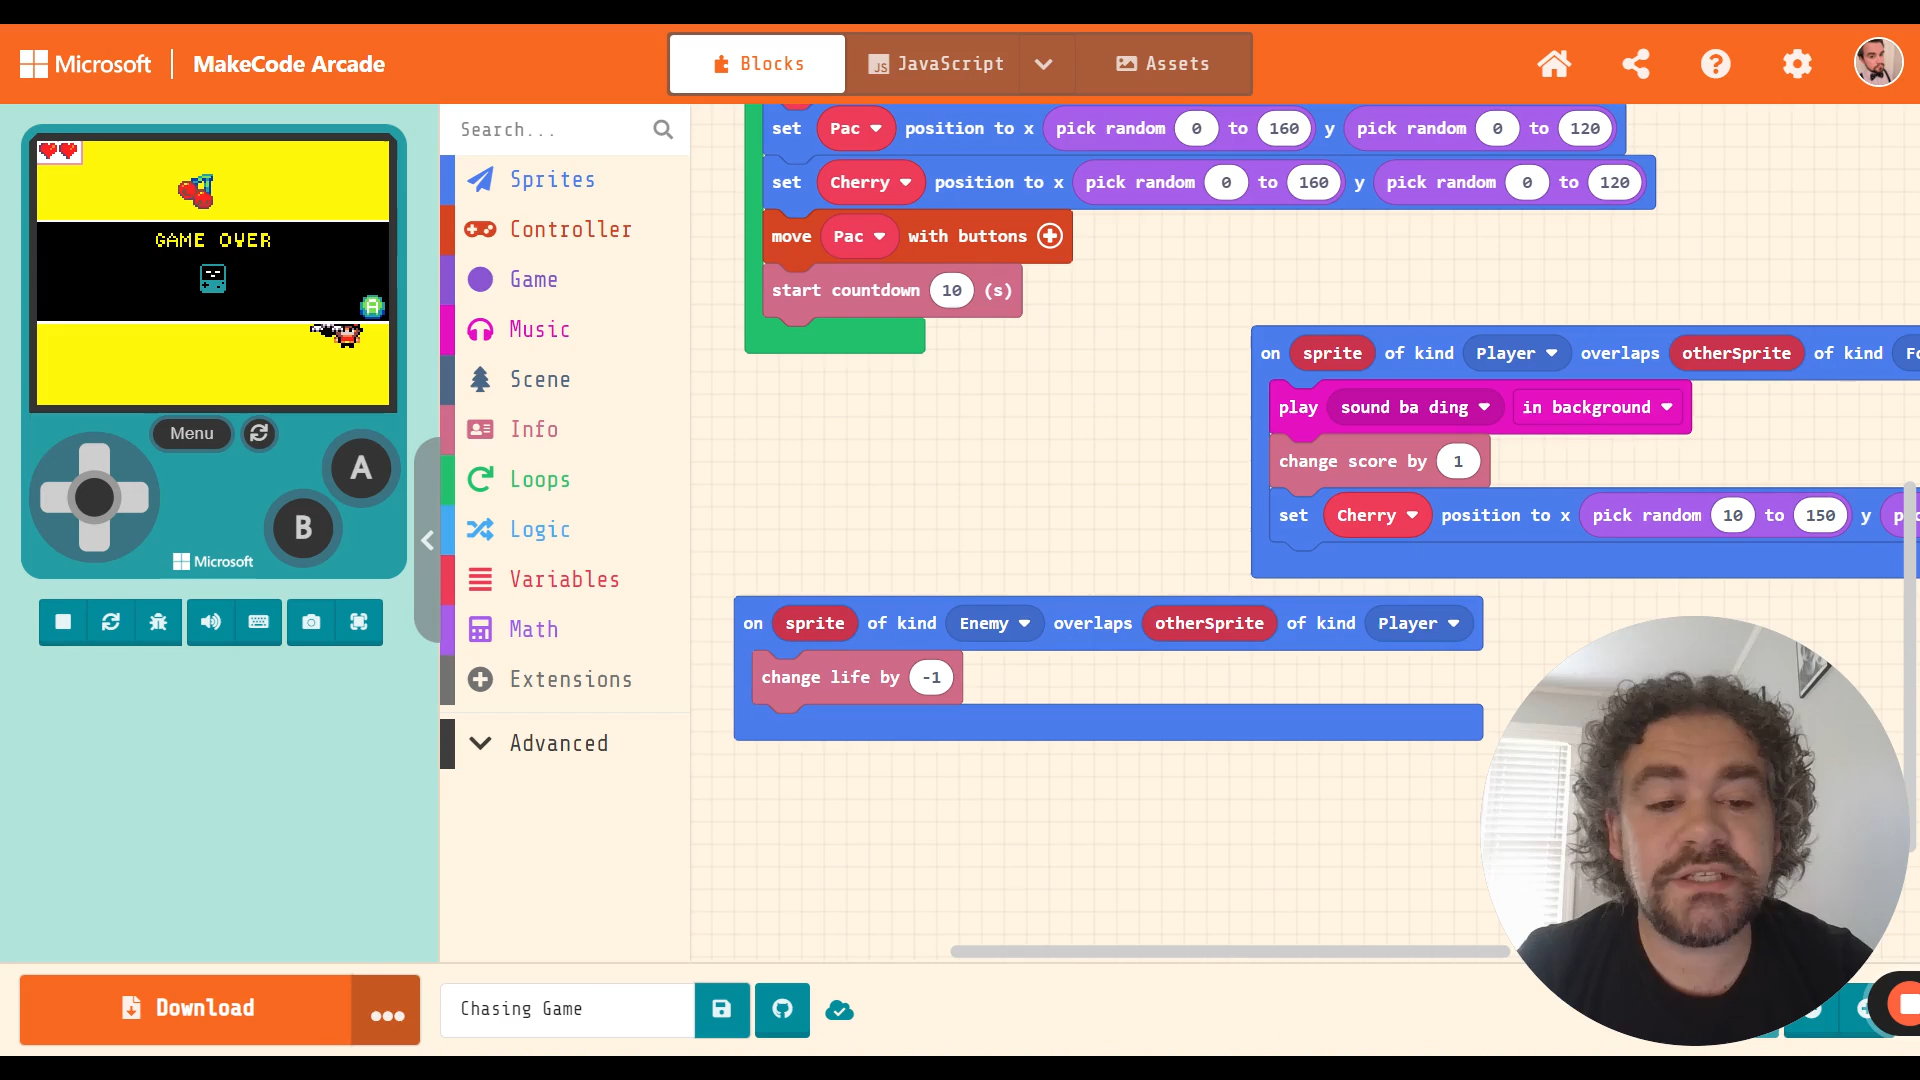 Microsoft MakeCode Arcade Blocks JS JavaScript Assets
GAME OVER
A
Menu
A
B
Microsoft
Search...
Sprites
Controller
Game
Music
Scene
Info
Loops
Logic
Variables
Math
Extensions
Advanced
set Pac position to x pick random 0 to 160 y pick random 0 to 120
set Cherry position to x pick random 0 to 160 y pick random 0 to 120
move Pac with buttons
start countdown 10 (s)
on sprite of kind Player overlaps otherSprite of kind
play sound ba ding in background
change score by 1
set Cherry position to x pick random 10 to 150 y
on sprite of kind Enemy overlaps otherSprite of kind Player
change life by -1
Download
Chasing Game